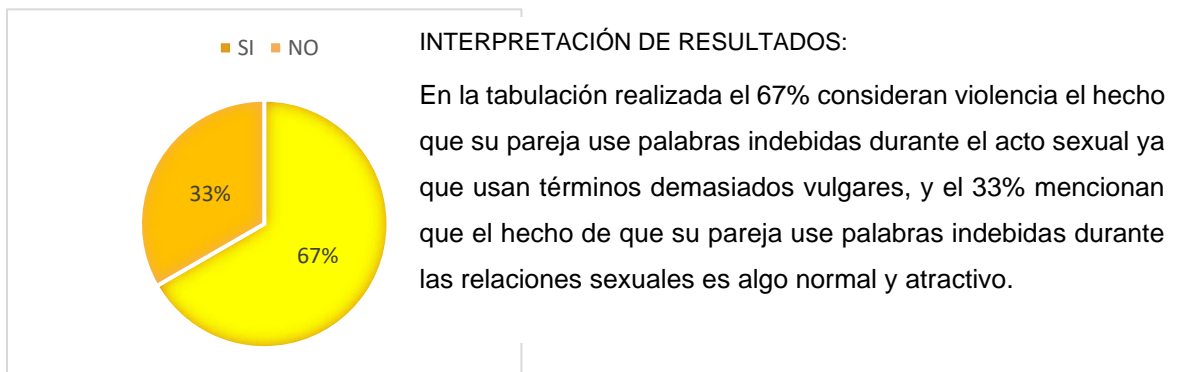 SI NO
33%
67%
INTERPRETACIÓN DE RESULTADOS:
En la tabulación realizada el 67% consideran violencia el hecho
que su pareja use palabras indebidas durante el acto sexual ya
que usan términos demasiados vulgares, y el 33% mencionan
que el hecho de que su pareja use palabras indebidas durante
las relaciones sexuales es algo normal y atractivo.